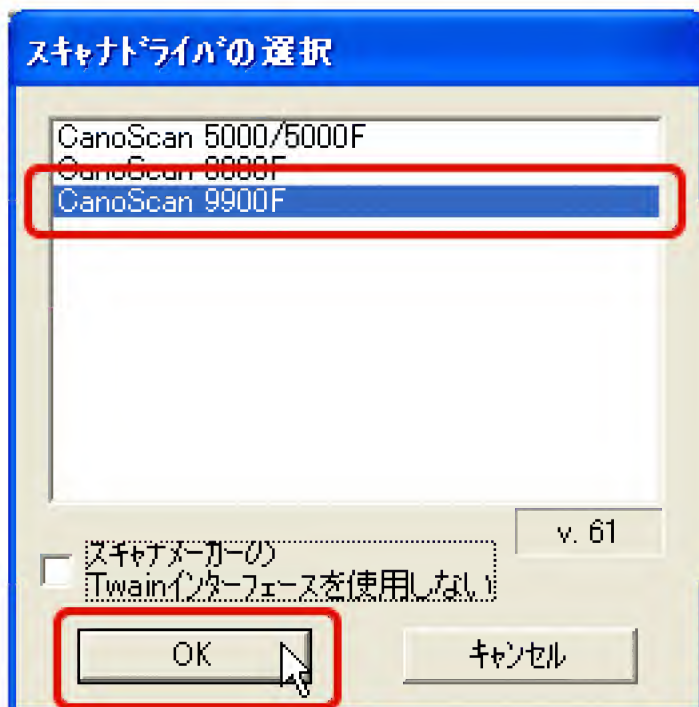 スキャナドライバの選択
CanoScan 5000/5000F
CanoScan 9900F
v. 61
スキャナメーカーの
Twainインターフェースを使用しない
OK
キャンセル